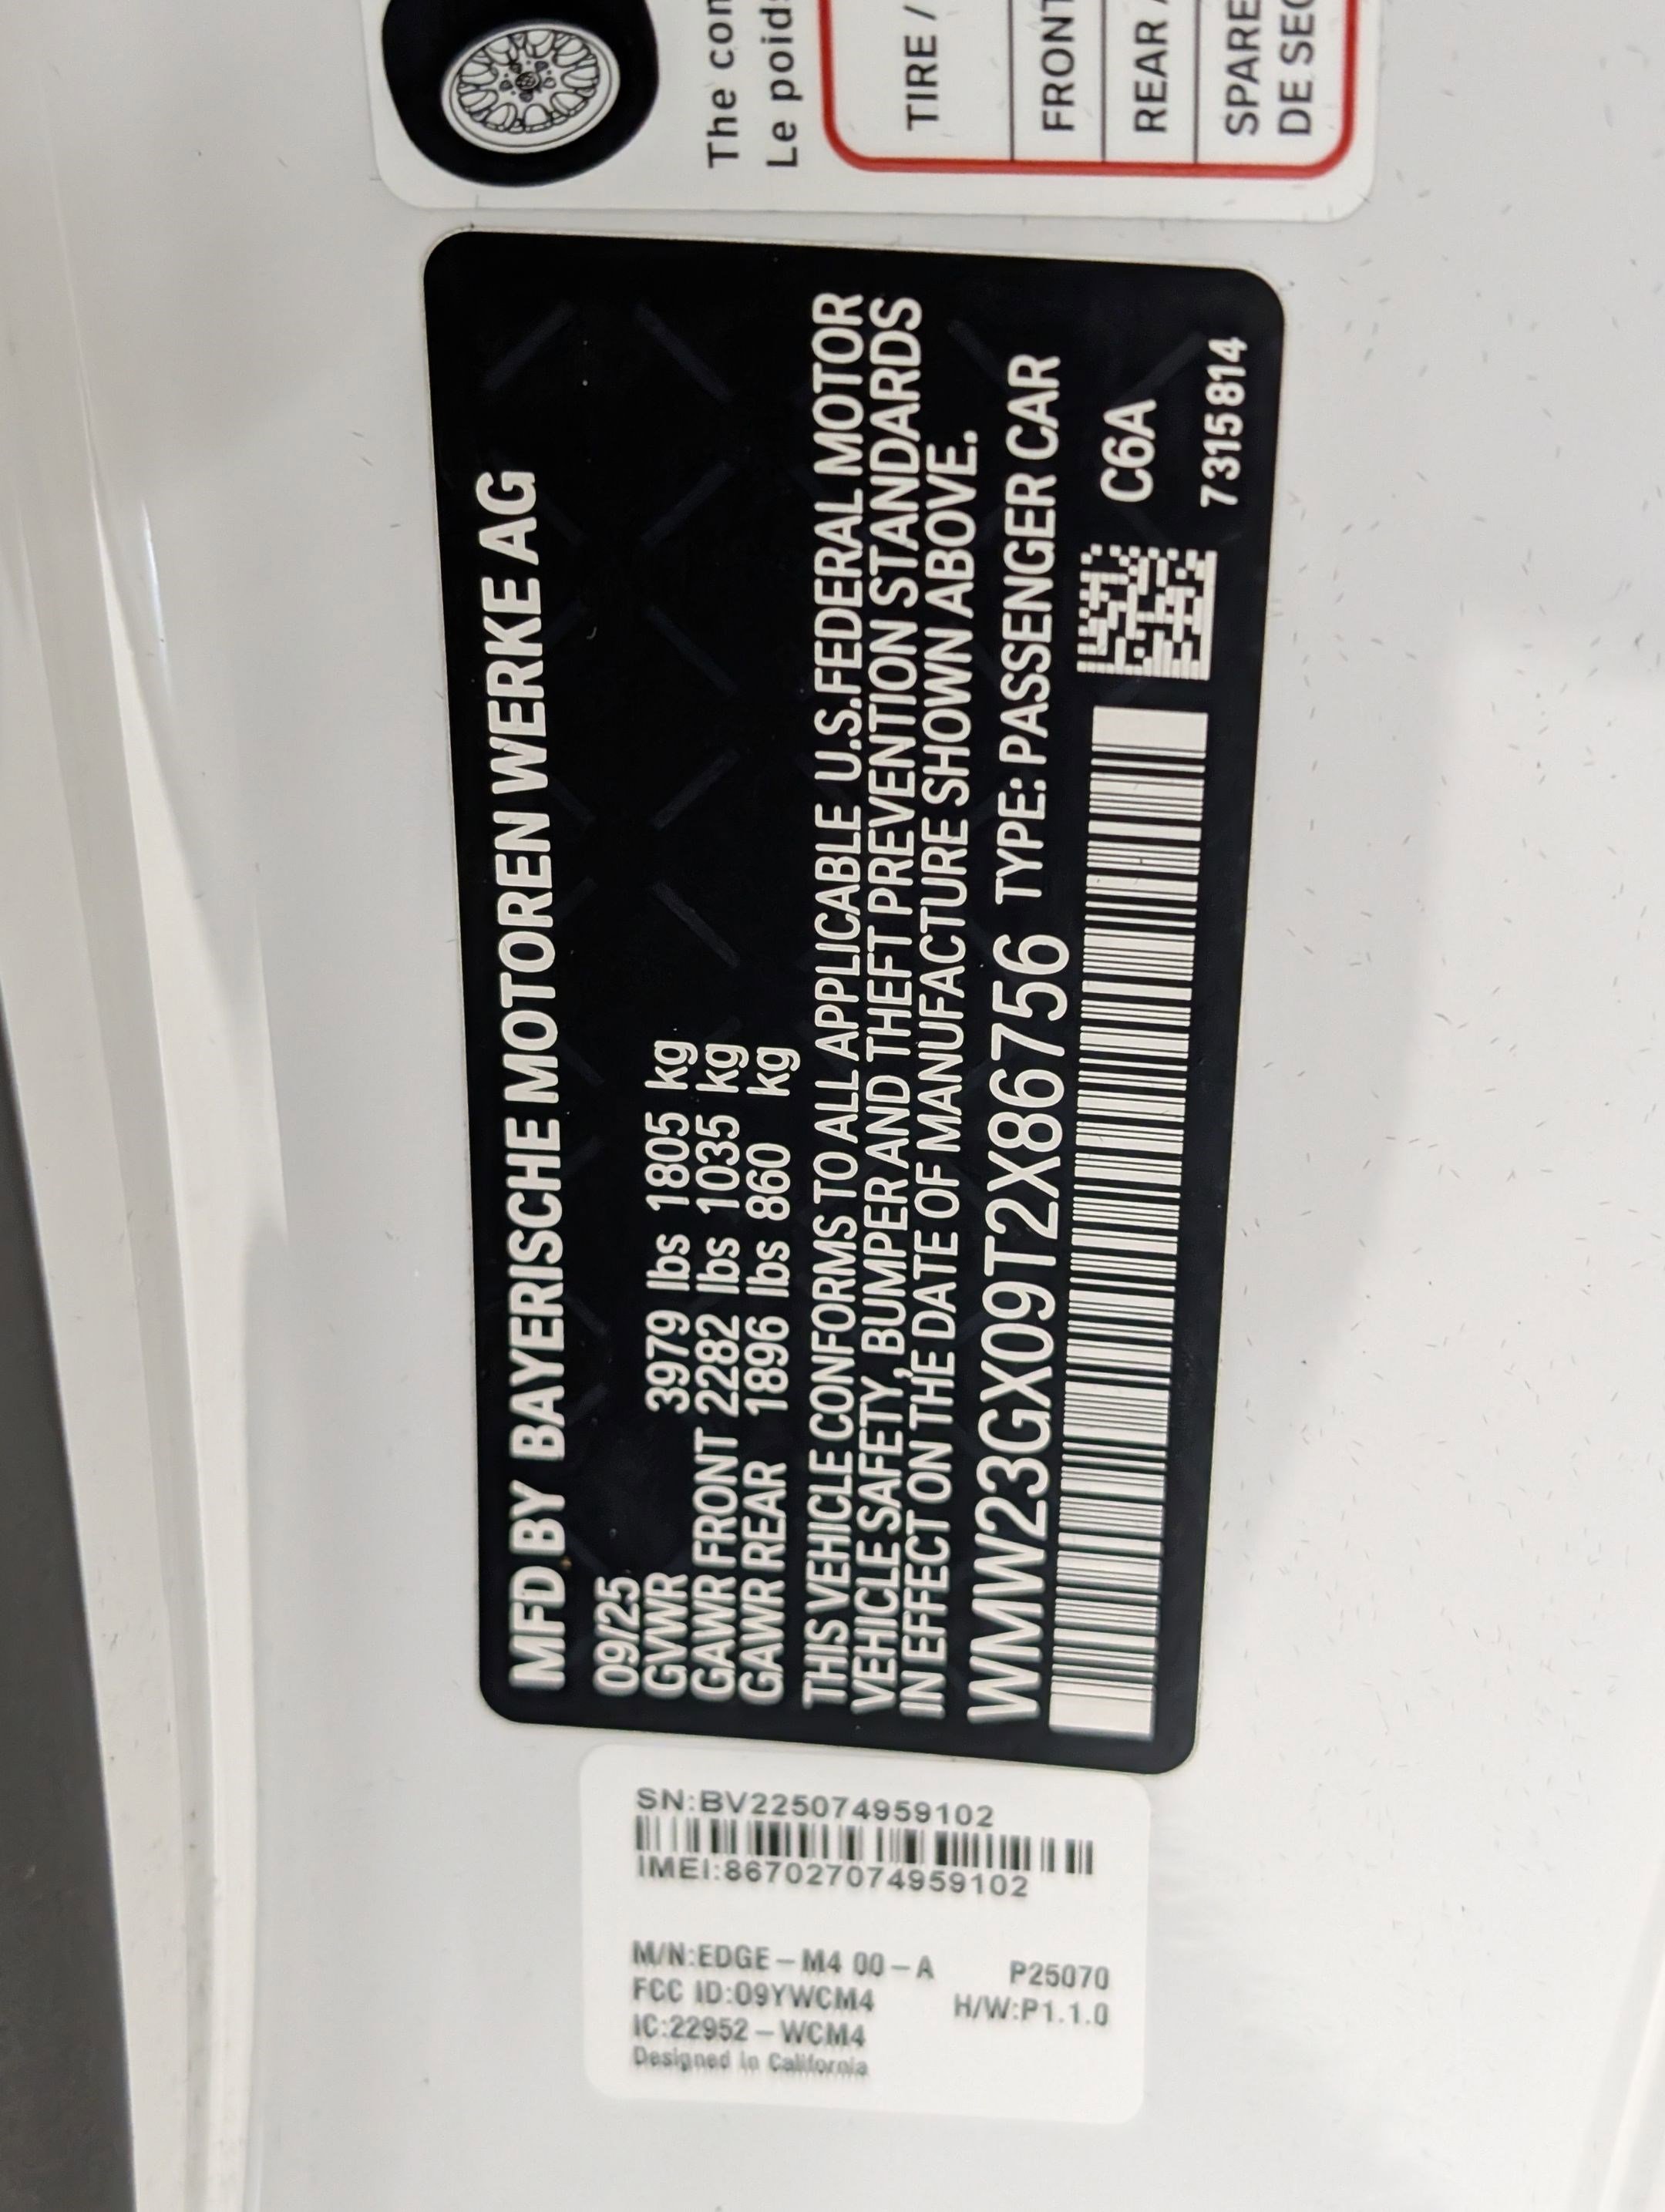 The con
Le poids
TIRE /
FRONT
REAR
SPARE
DE SEC
MFD BY BAYERISCHE MOTOREN WERKE AG
09/25
GVWR 3979 lbs 1805 kg
GAWR FRONT 2282 lbs 1035 kg
GAWR REAR 1896 lbs 860 kg
THIS VEHICLE CONFORMS TO ALL APPLICABLE U.S.FEDERAL MOTOR
VEHICLE SAFETY, BUMPER AND THEFT PREVENTION STANDARDS
IN EFFECT ON THE DATE OF MANUFACTURE SHOWN ABOVE.
WMW23GX09T2X86756 TYPE: PASSENGER CAR
C6A
7315814
SN:BV225074959102
IMEI:867027074959102
M/N:EDGE-M4 00-A P25070
FCC ID:O9YWCM4 H/W:P1.1.0
IC:22952-WCM4
Designed in California